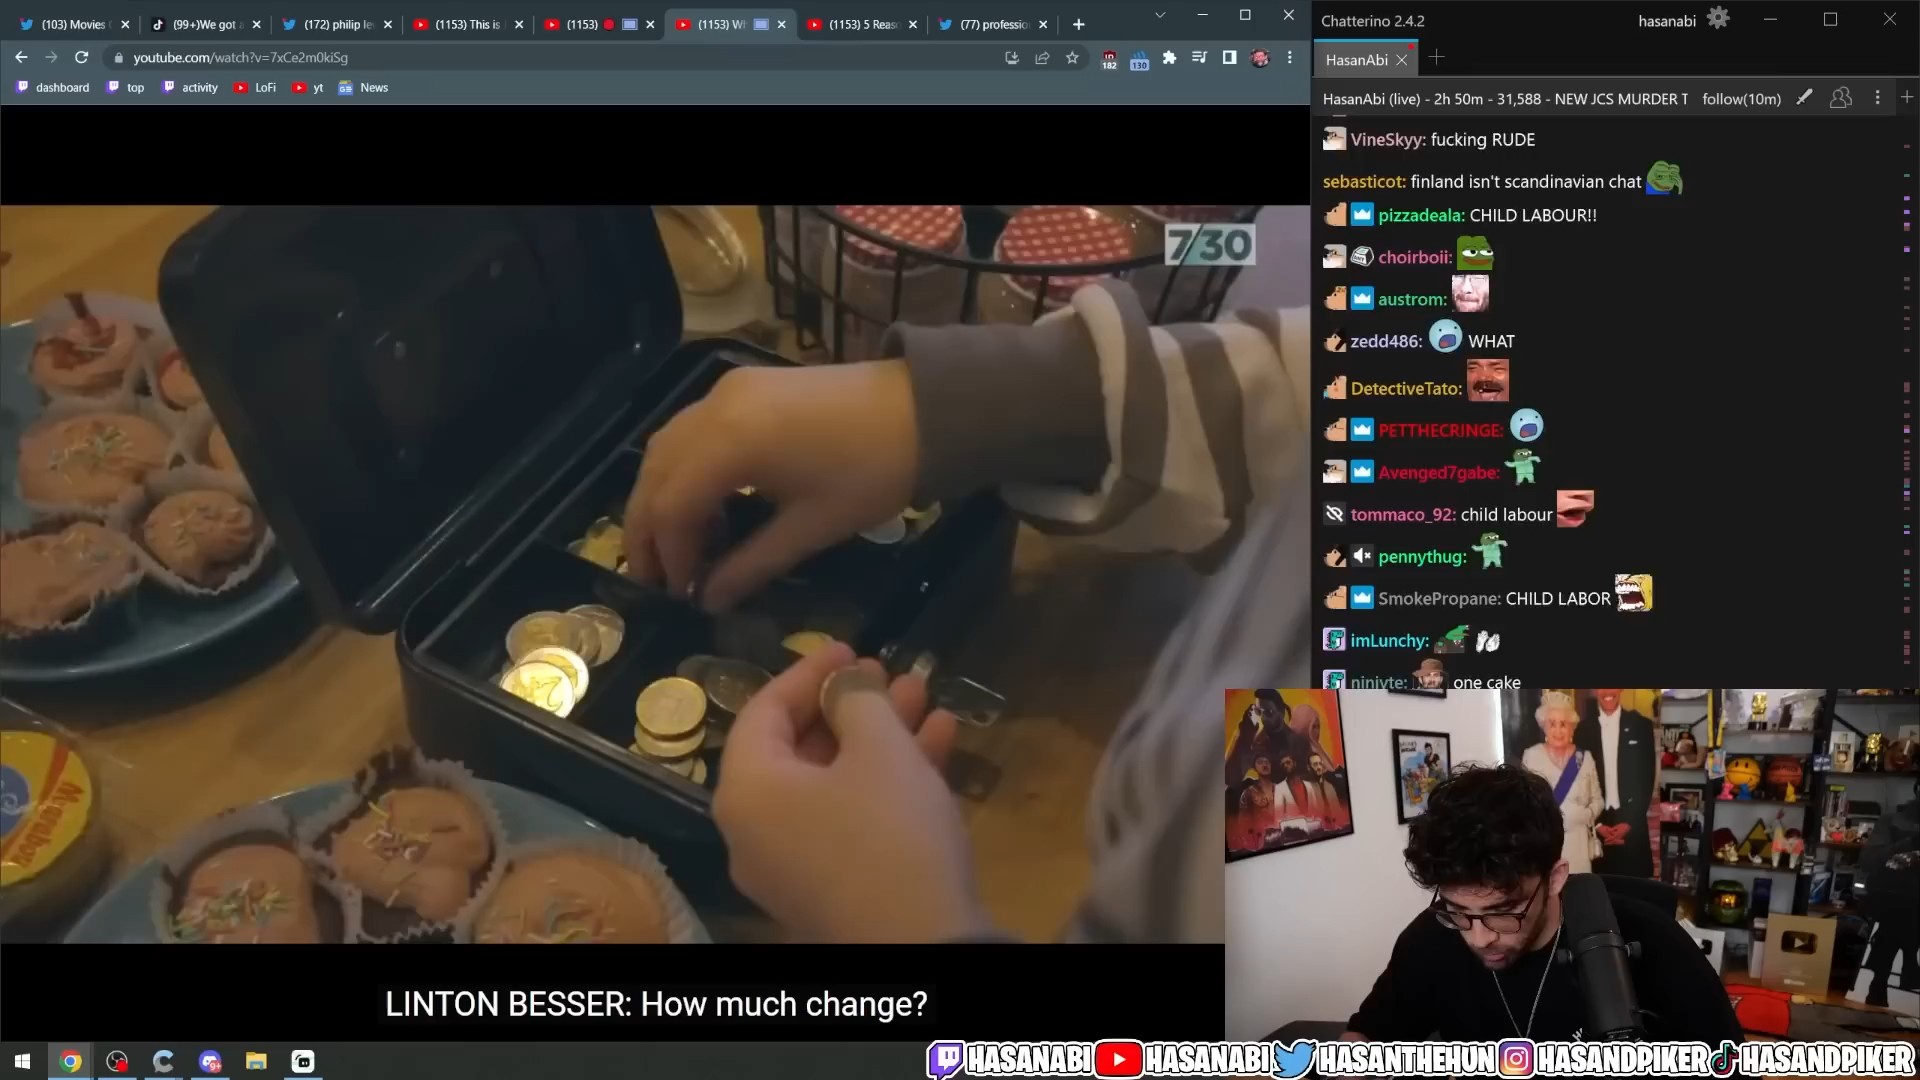 (103) Movies
(99+)We got a
(172) philip le
(1153) This is
(1153)
(1153) Wh
(1153) 5 Reas
(77) professio
youtube.com/watch?v=7xCe2m0kiSg
182
130
dashboard
top
activity
LoFi
yt
News
7/30
LINTON BESSER: How much change?
Chatterino 2.4.2
hasanabi
HasanAbi
HasanAbi (live) - 2h 50m - 31,588 - NEW JCS MURDER T
follow(10m)
VineSkyy: fucking RUDE
sebasticot: finland isn't scandinavian chat
pizzadeala: CHILD LABOUR!!
choirboii:
austrom:
zedd486: WHAT
DetectiveTato:
PETTHECRINGE:
Avenged7gabe:
tommaco_92: child labour
pennythug:
SmokePropane: CHILD LABOR
imLunchy:
niniyte: one cake
HASANABI HASANABI HASANTHEHUN HASANDPIKER HASANDPIKER